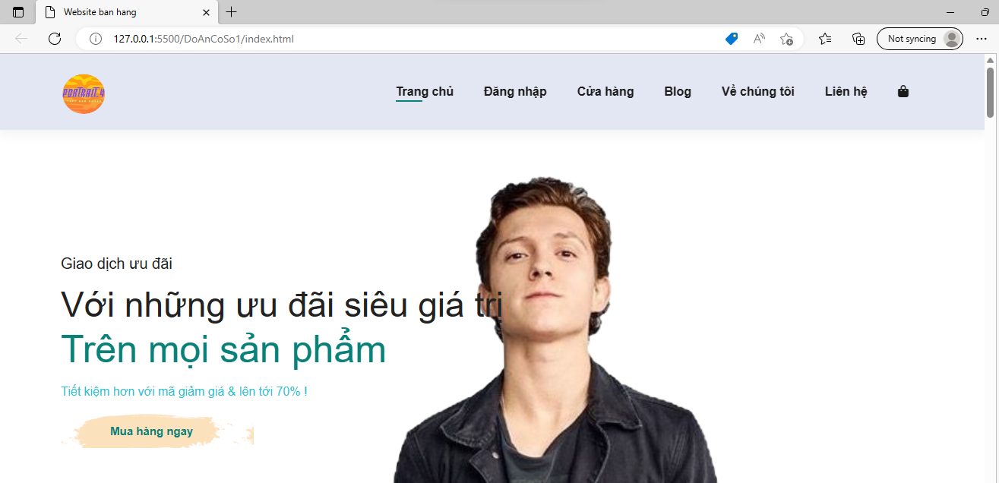 Website ban hang
127.0.0.1:5500/DoAnCoSo1/index.html
Not syncing
PORTRAIT.4
Trang chủ
Đăng nhập
Cửa hàng
Blog
Về chúng tôi
Liên hệ
Giao dịch ưu đãi
Với những ưu đãi siêu giá trị
Trên mọi sản phẩm
Tiết kiệm hơn với mã giảm giá & lên tới 70% !
Mua hàng ngay